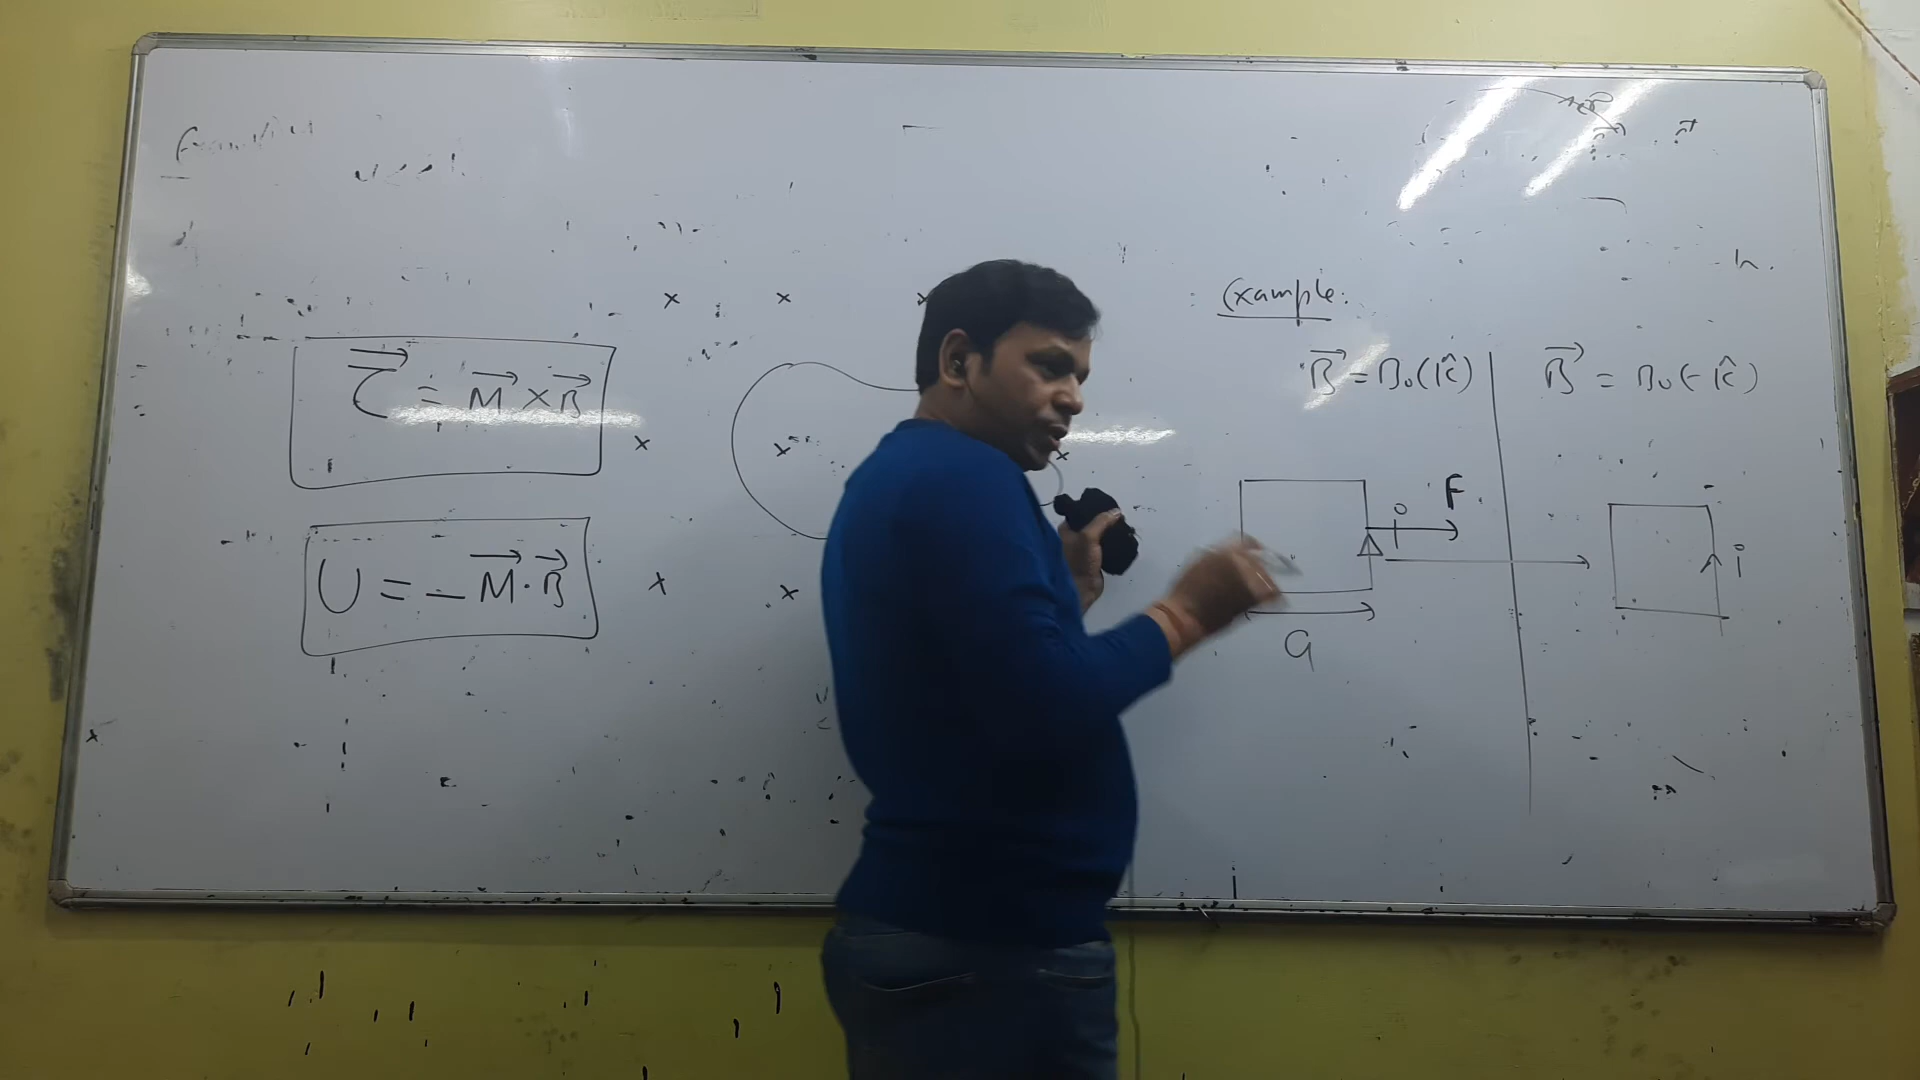 τ⃗ = M⃗ × B⃗
U = – M⃗ · B⃗
Example:
B⃗ = B₀(k̂)
B⃗ = B₀(-k̂)
i
F
i
a